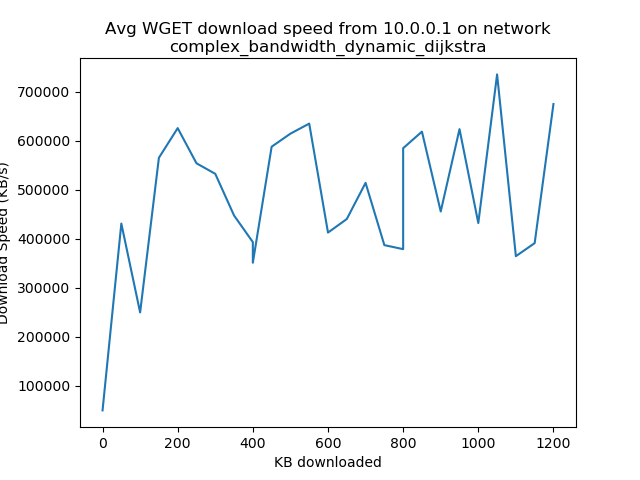 Avg WGET download speed from 10.0.0.1 on network
complex_bandwidth_dynamic_dijkstra
Download Speed (KB/s)
700000
600000
500000
400000
300000
200000
100000
0 200 400 600 800 1000 1200
KB downloaded